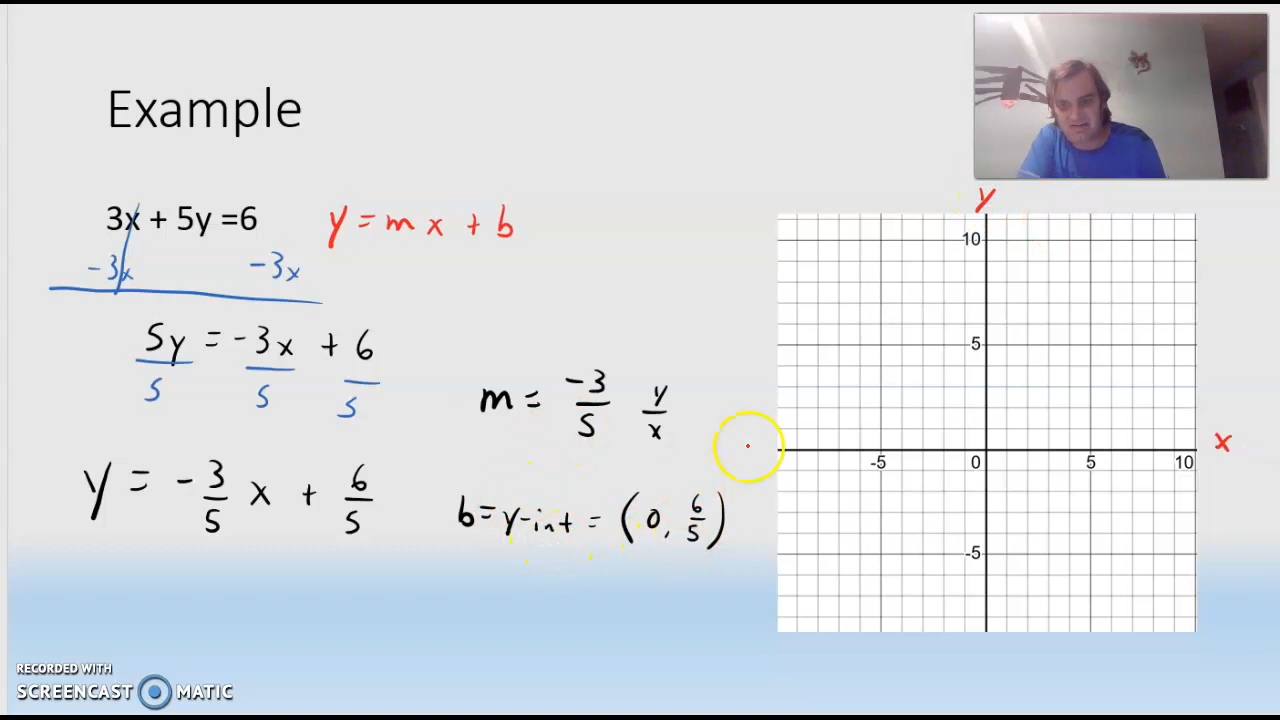 Example
3x + 5y =6
y = mx + b
-3x -3x
5y = -3x + 6
5 5 5
m = -3/5 y/x
y = -3/5 x + 6/5
b = y-int = (0, 6/5)
y
10
5
-5 0 5 10
x
-5
RECORDED WITH
SCREENCAST MATIC